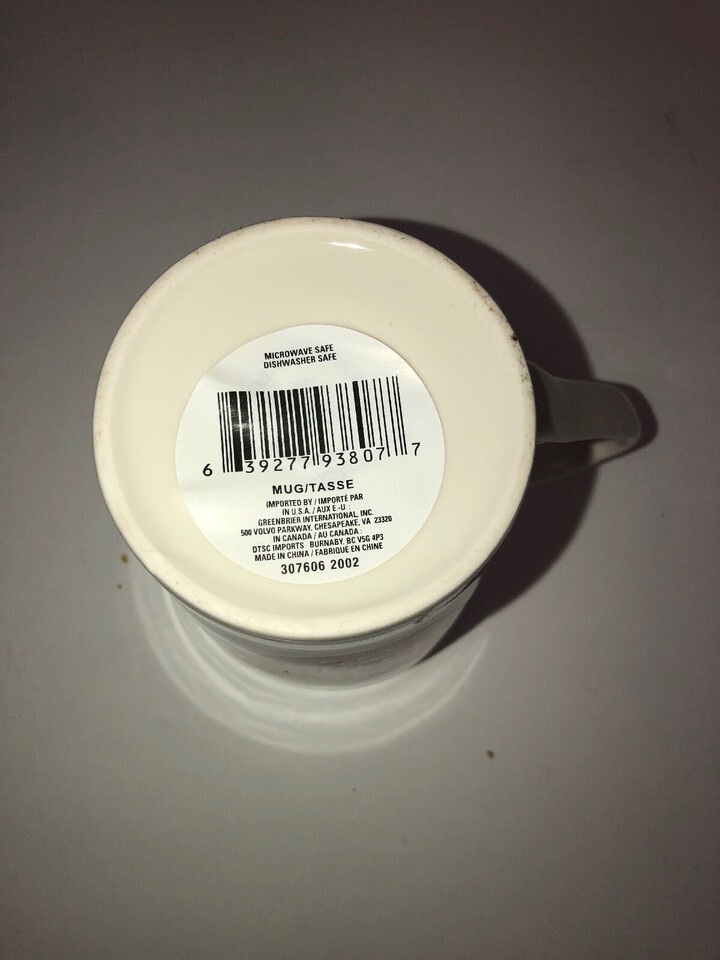 MICROWAVE SAFE
DISHWASHER SAFE
6 39277 93807 7
MUG/TASSE
IMPORTED BY / IMPORTÉ PAR
IN U.S.A. / AUX E.-U. :
GREENBRIER INTERNATIONAL, INC.
500 VOLVO PARKWAY, CHESAPEAKE, VA 23320
IN CANADA / AU CANADA :
DTSC IMPORTS BURNABY, BC V5G 4P3
MADE IN CHINA / FABRIQUÉ EN CHINE
307606 2002